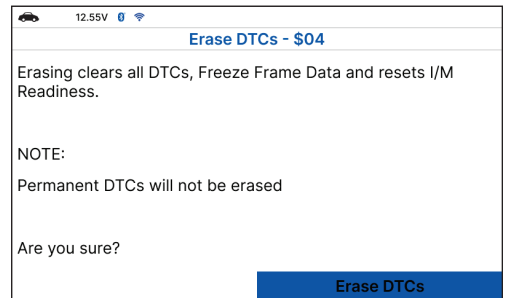 12.55V
Erase DTCs - $04
Erasing clears all DTCs, Freeze Frame Data and resets I/M
Readiness.
NOTE:
Permanent DTCs will not be erased
Are you sure?
Erase DTCs